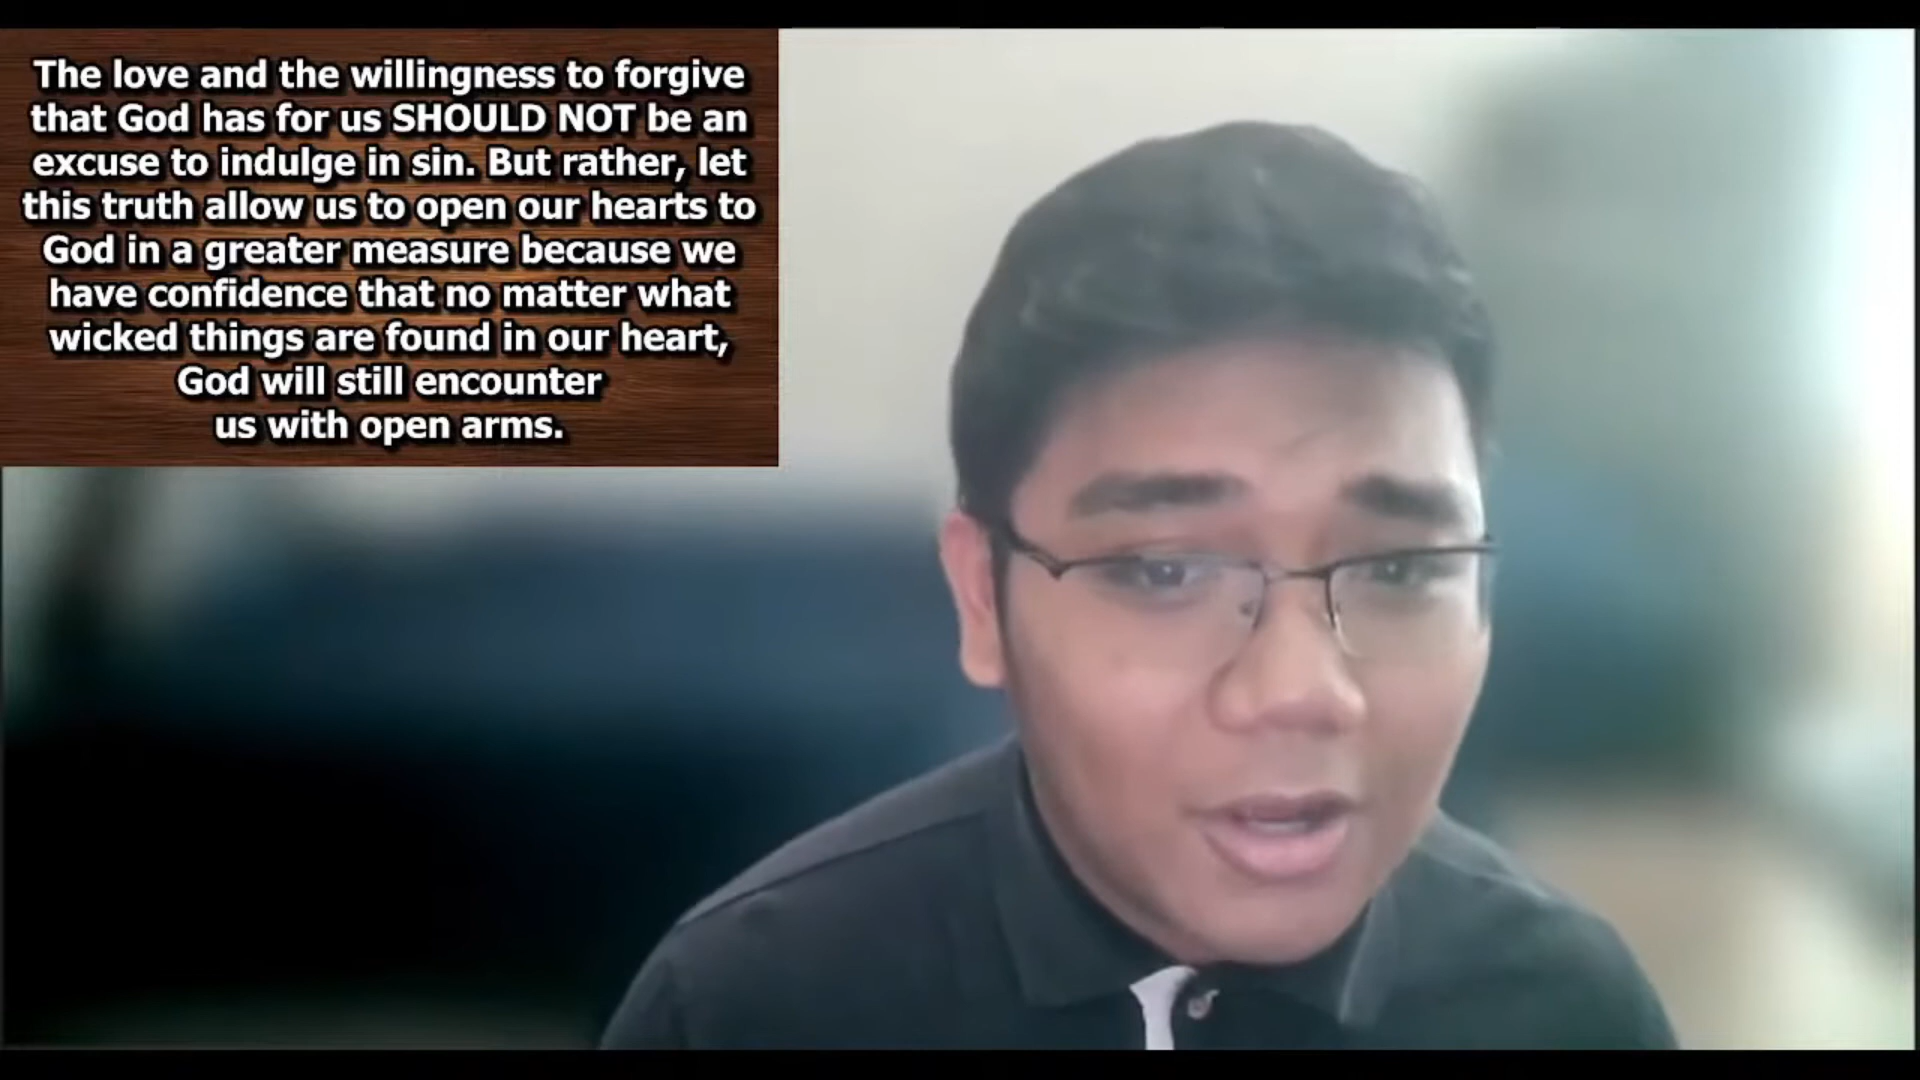 The love and the willingness to forgive
that God has for us SHOULD NOT be an
excuse to indulge in sin. But rather, let
this truth allow us to open our hearts to
God in a greater measure because we
have confidence that no matter what
wicked things are found in our heart,
God will still encounter
us with open arms.